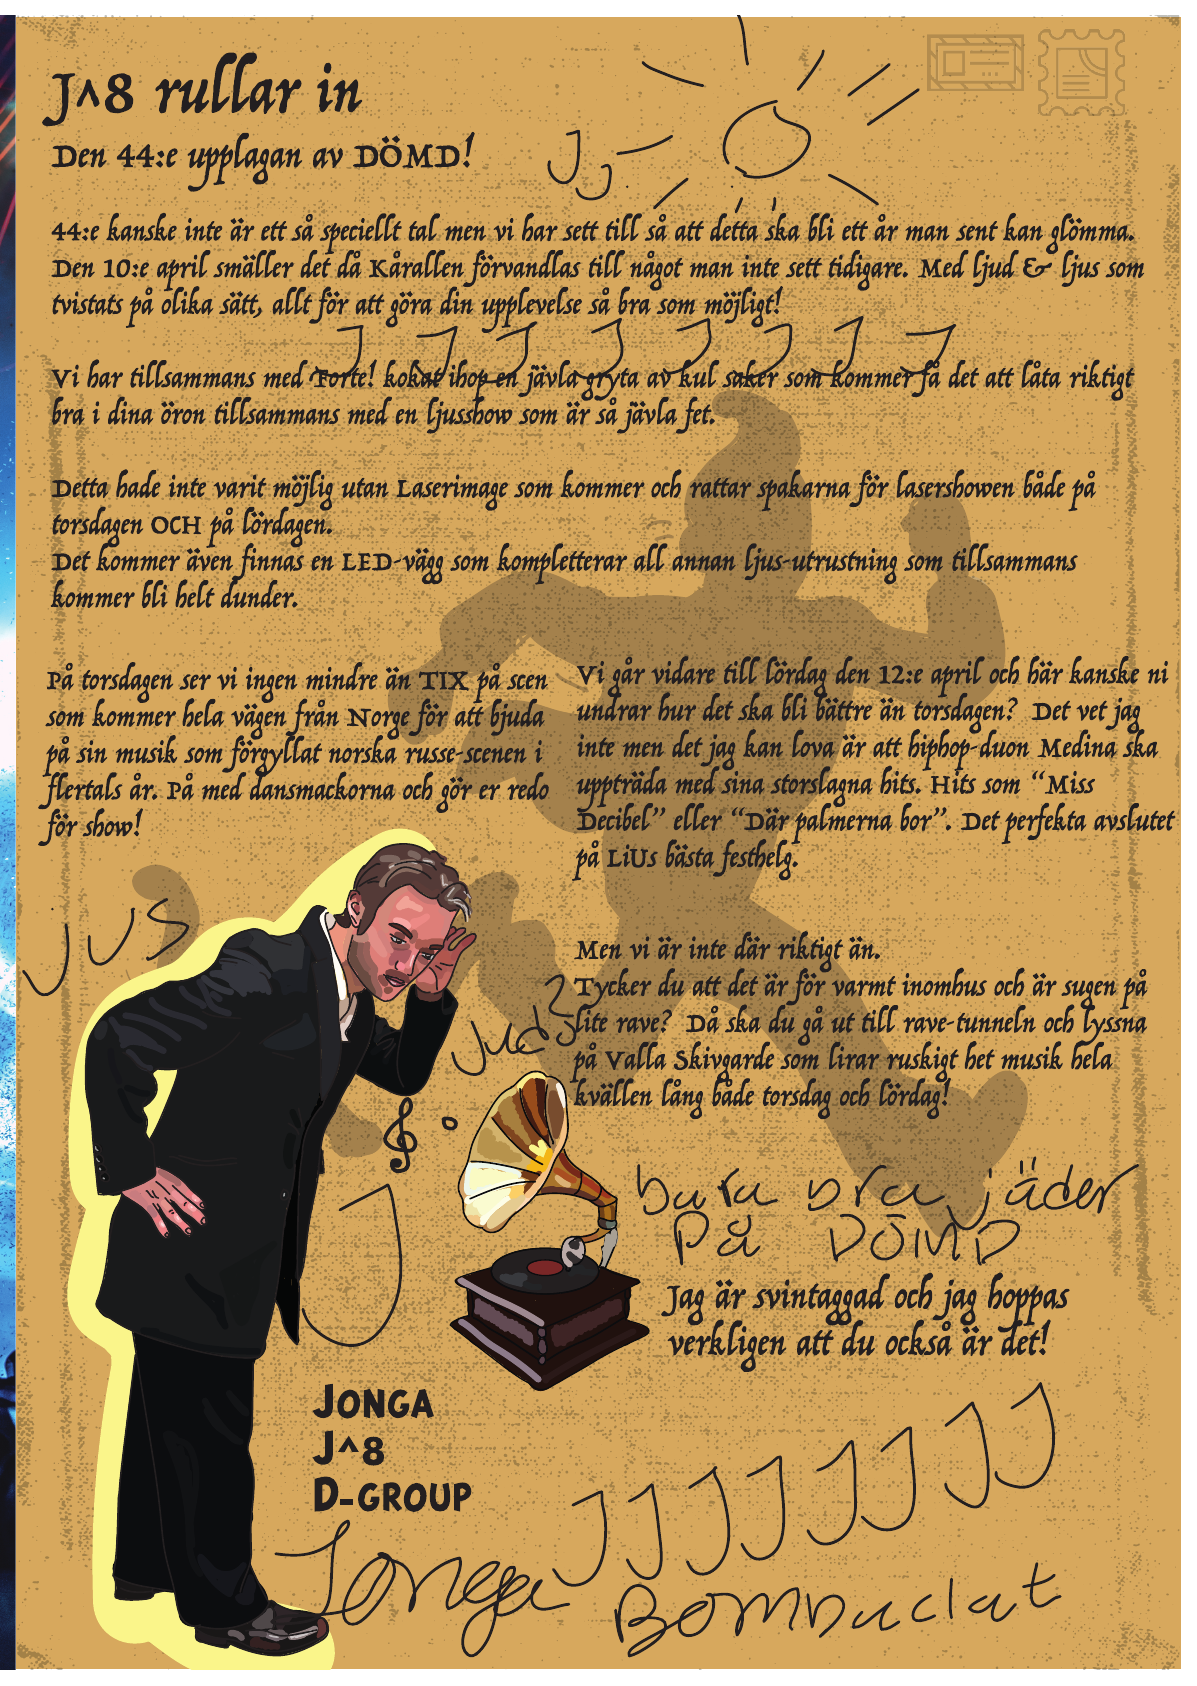 J^8 rullar in
Den 44:e upplagan av DÖMD!
Jj
44:e kanske inte är ett så speciellt tal men vi har sett till så att detta ska bli ett år man sent kan glömma.
Den 10:e april smäller det då Kårallen förvandlas till något man inte sett tidigare. Med ljud & ljus som
tvistats på olika sätt, allt för att göra din upplevelse så bra som möjligt!
J J J J J J J J
Vi har tillsammans med Forte! kokat ihop en jävla gryta av kul saker som kommer få det att låta riktigt
bra i dina öron tillsammans med en ljusshow som är så jävla fet.
Detta hade inte varit möjlig utan Laserimage som kommer och rattar spakarna för lasershowen både på
torsdagen OCH på lördagen.
Det kommer även finnas en LED-vägg som kompletterar all annan ljus-utrustning som tillsammans
kommer bli helt dunder.
På torsdagen ser vi ingen mindre än TIX på scen
som kommer hela vägen från Norge för att bjuda
på sin musik som förgyllat norska russe-scenen i
flertals år. På med dansmackorna och gör er redo
för show!
Vi går vidare till lördag den 12:e april och här kanske ni
undrar hur det ska bli bättre än torsdagen? Det vet jag
inte men det jag kan lova är att hiphop-duon Medina ska
uppträda med sina storslagna hits. Hits som “Miss
Decibel” eller “Där palmerna bor”. Det perfekta avslutet
på LiUs bästa festhelg.
Men vi är inte där riktigt än.
Tycker du att det är för varmt inomhus och är sugen på
lite rave? Då ska du gå ut till rave-tunneln och lyssna
på Valla Skivgarde som lirar ruskigt het musik hela
kvällen lång både torsdag och lördag!
JUS
Jud?
J
bara bra jäder
På DÖMD
Jag är svintaggad och jag hoppas
verkligen att du också är det!
JONGA
J^8
D-GROUP
J J J J J J J J
Jonga
Bombaclat